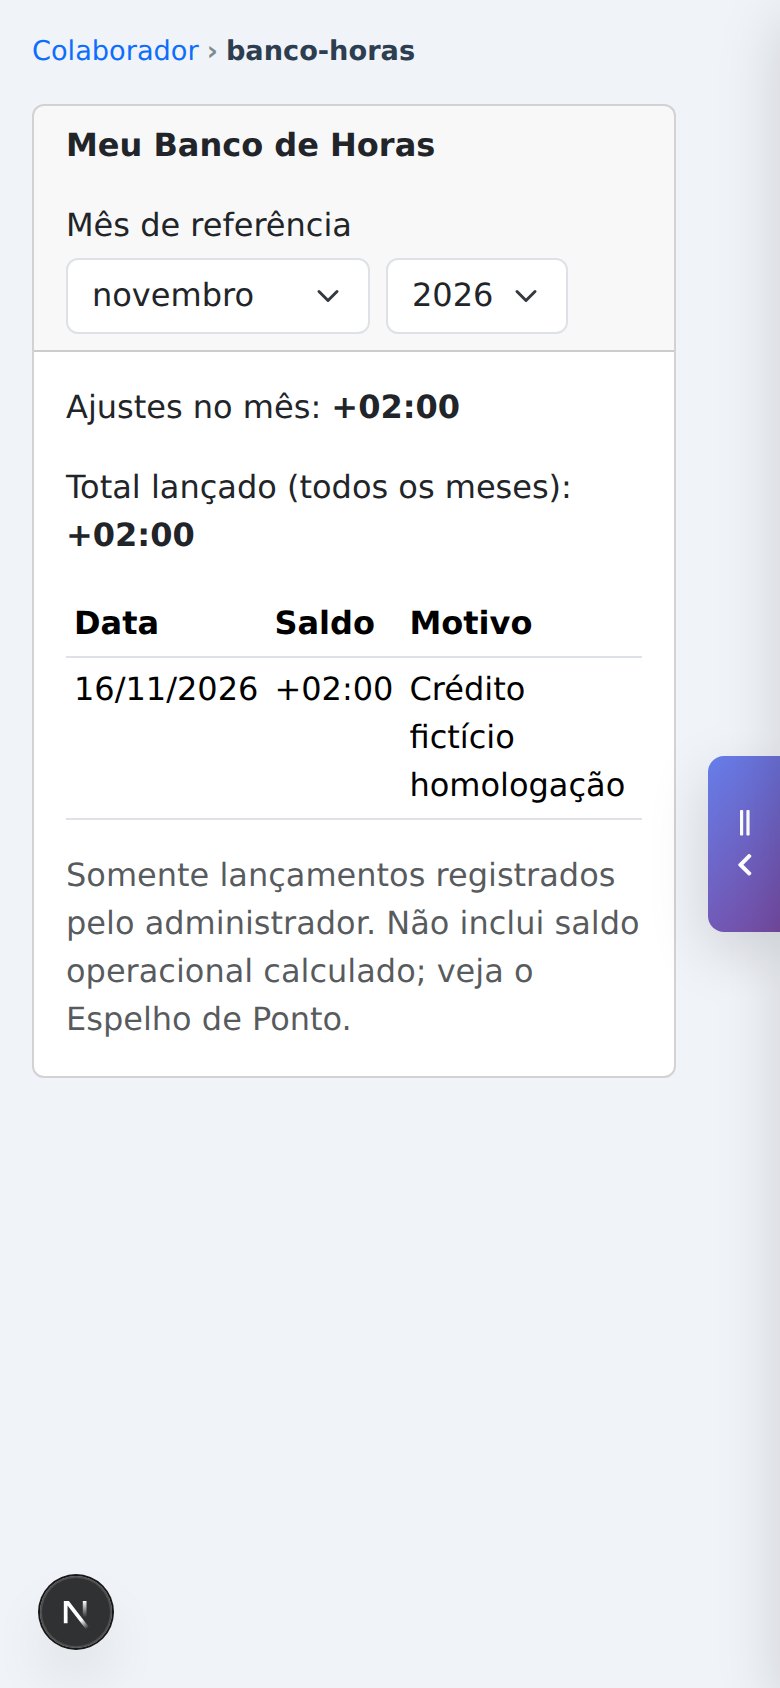 Colaborador › banco-horas
Meu Banco de Horas
Mês de referência
novembro 2026
Ajustes no mês: +02:00
Total lançado (todos os meses):
+02:00
Data Saldo Motivo
16/11/2026 +02:00 Crédito
fictício
homologação
Somente lançamentos registrados
pelo administrador. Não inclui saldo
operacional calculado; veja o
Espelho de Ponto.
N